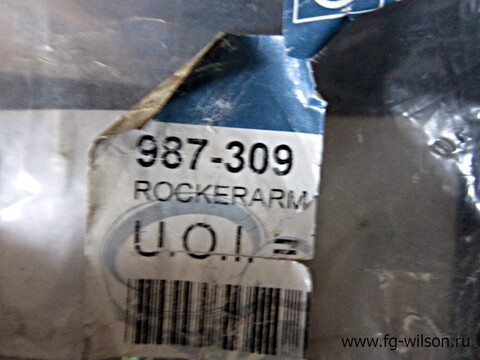 987-309
ROCKERARM
U.O.I. =
www.fg-wilson.ru